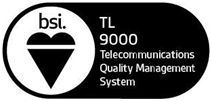 bsi.
TL
9000
Telecommunications
Quality Management
System